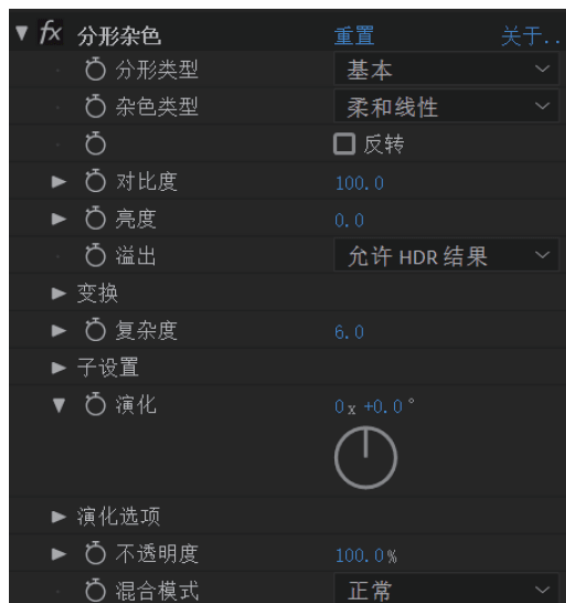 fx 分形杂色 重置 关于..
分形类型 基本
杂色类型 柔和线性
反转
对比度 100.0
亮度 0.0
溢出 允许 HDR 结果
变换
复杂度 6.0
子设置
演化 0x +0.0°
演化选项
不透明度 100.0%
混合模式 正常